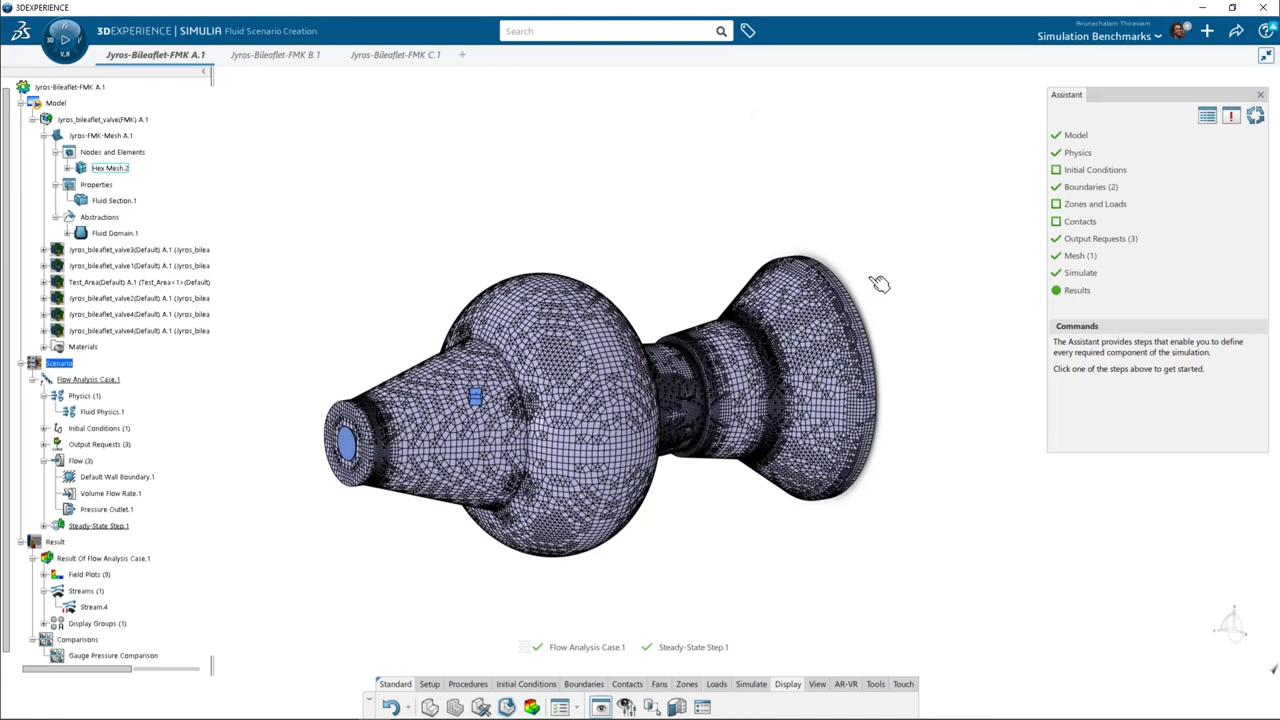 3DEXPERIENCE
3DEXPERIENCE | SIMULIA Fluid Scenario Creation
V.R
Search
Arunachalam Thiraviam
Simulation Benchmarks
Jyros-Bileaflet-FMK A.1
Jyros-Bileaflet-FMK B.1
Jyros-Bileaflet-FMK C.1
Jyros-Bileaflet-FMK A.1
Model
Jyros_bileaflet_valve(FMK) A.1
Jyros-FMK-Mesh A.1
Nodes and Elements
Hex Mesh.2
Properties
Fluid Section.1
Abstractions
Fluid Domain.1
Jyros_bileaflet_valve3(Default) A.1 (Jyros_bilea
Jyros_bileaflet_valve1(Default) A.1 (Jyros_bilea
Test_Area(Default) A.1 (Test_Area<1>(Default)
Jyros_bileaflet_valve2(Default) A.1 (Jyros_bilea
Jyros_bileaflet_valve4(Default) A.1 (Jyros_bilea
Jyros_bileaflet_valve4(Default) A.1 (Jyros_bilea
Materials
Scenario
Flow Analysis Case.1
Physics (1)
Fluid Physics.1
Initial Conditions (1)
Output Requests (3)
Flow (3)
Default Wall Boundary.1
Volume Flow Rate.1
Pressure Outlet.1
Steady-State Step.1
Result
Result Of Flow Analysis Case.1
Field Plots (9)
Streams (1)
Stream.4
Display Groups (1)
Comparisons
Gauge Pressure Comparison
Assistant
Model
Physics
Initial Conditions
Boundaries (2)
Zones and Loads
Contacts
Output Requests (3)
Mesh (1)
Simulate
Results
Commands
The Assistant provides steps that enable you to define
every required component of the simulation.
Click one of the steps above to get started.
Flow Analysis Case.1
Steady-State Step.1
Standard Setup Procedures Initial Conditions Boundaries Contacts Fans Zones Loads Simulate Display View AR-VR Tools Touch